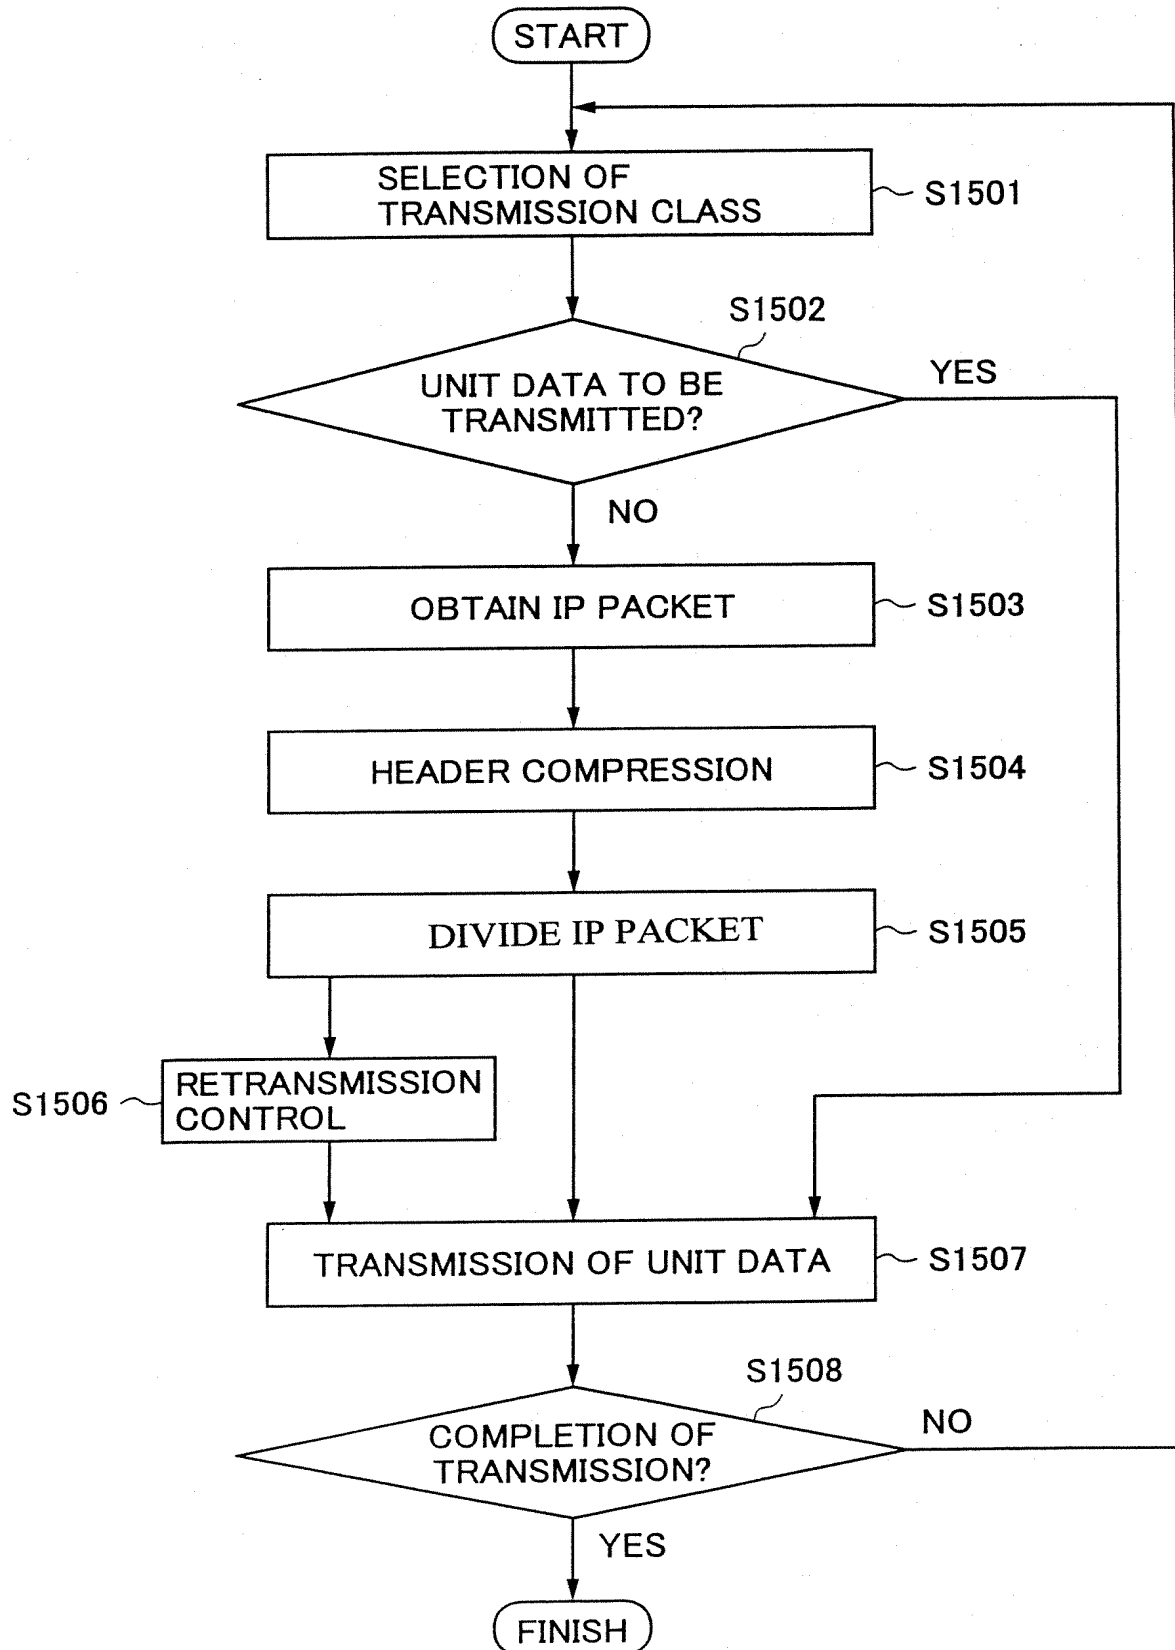 START
SELECTION OF
TRANSMISSION CLASS
S1501
S1502
UNIT DATA TO BE
TRANSMITTED?
YES
NO
OBTAIN IP PACKET
S1503
HEADER COMPRESSION
S1504
DIVIDE IP PACKET
S1505
RETRANSMISSION
CONTROL
S1506
TRANSMISSION OF UNIT DATA
S1507
S1508
COMPLETION OF
TRANSMISSION?
NO
YES
FINISH